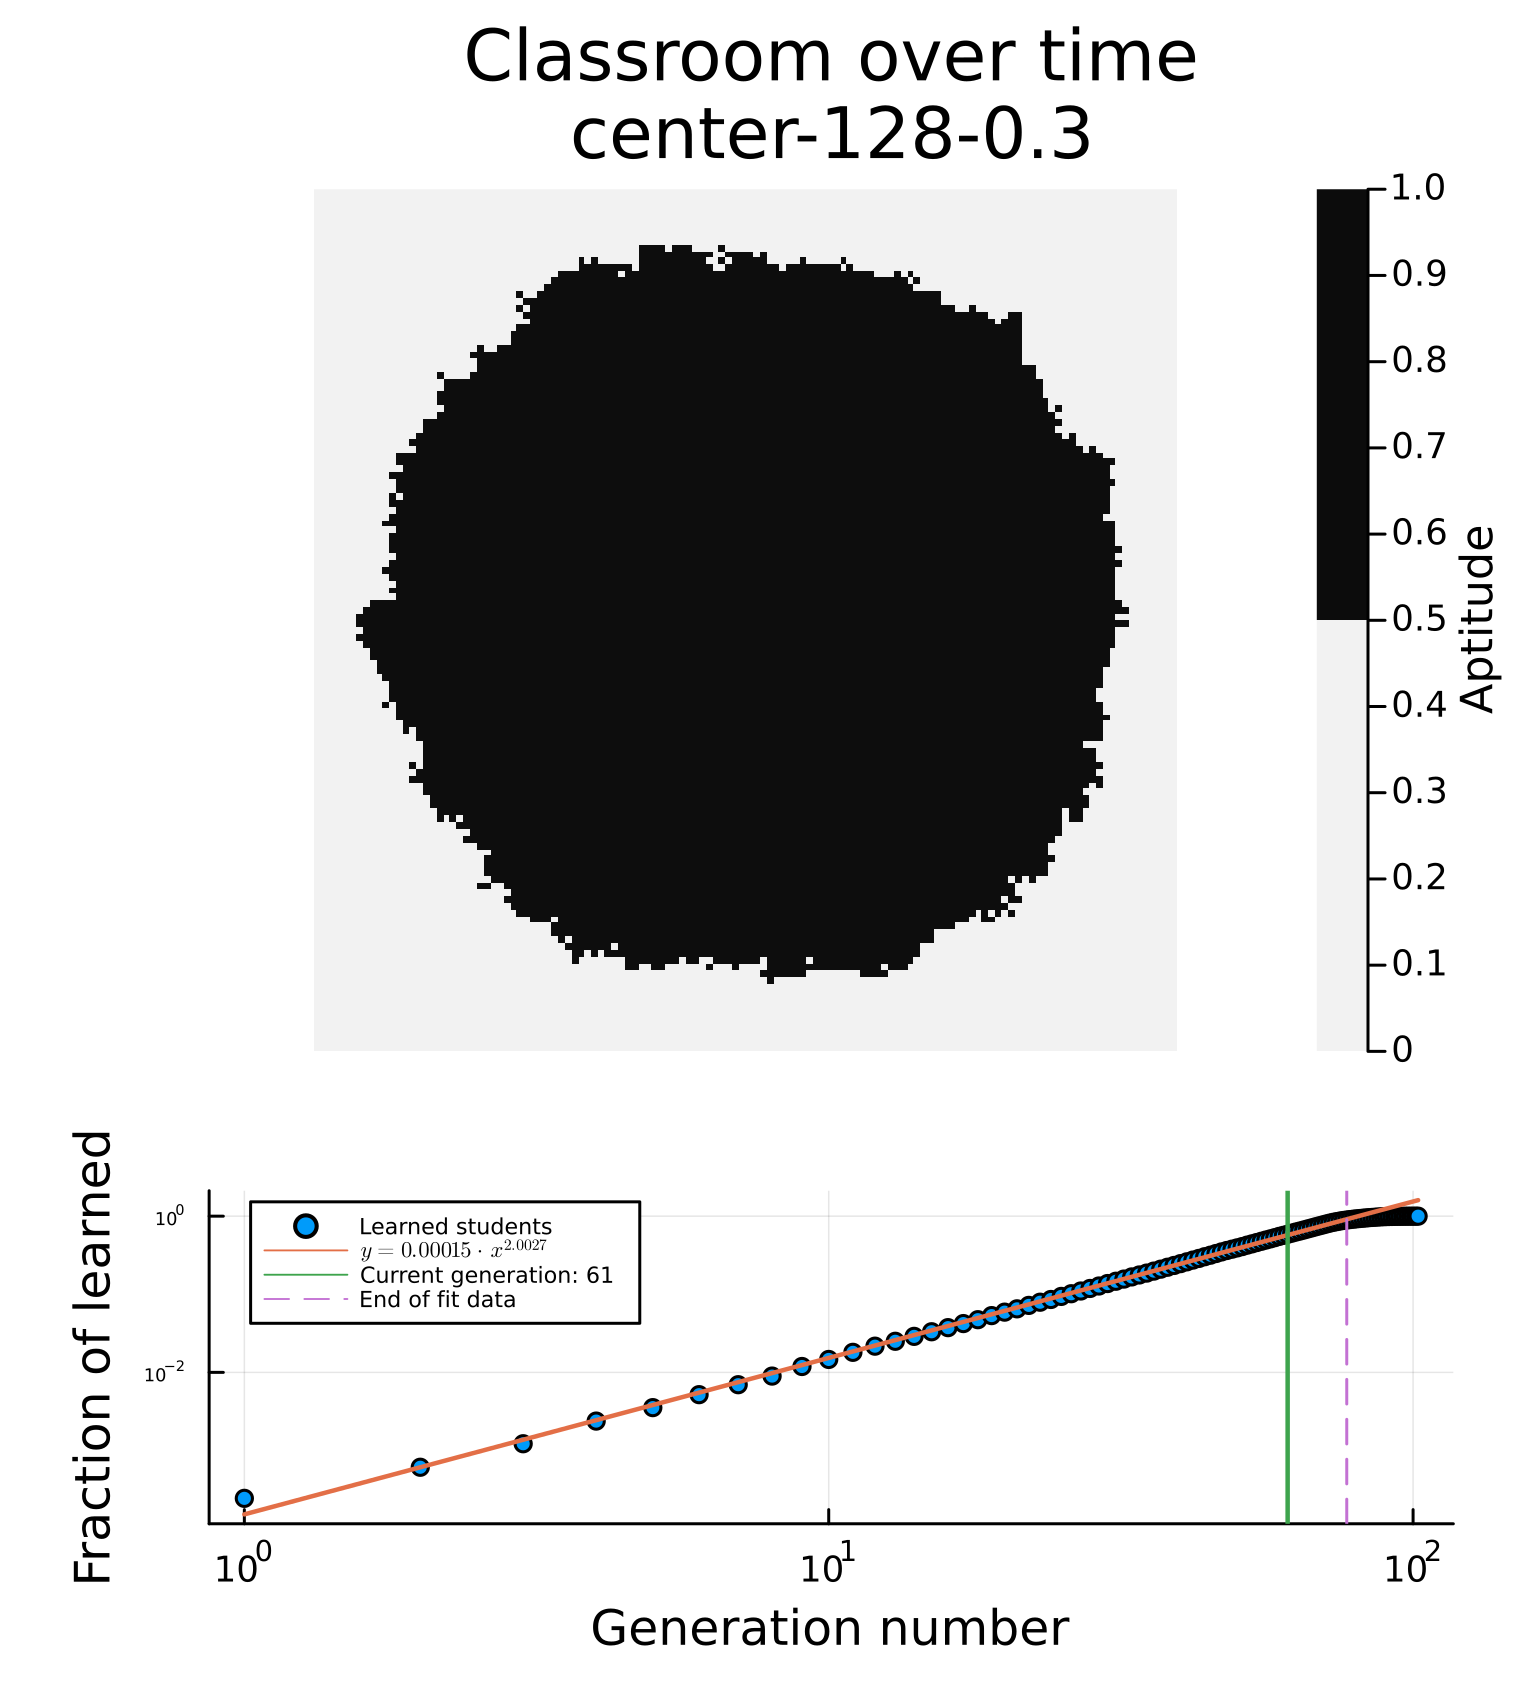 Classroom over time
center-128-0.3
1.0
0.9
0.8
0.7
0.6
0.5
0.4
0.3
0.2
0.1
0
Aptitude
Fraction of learned
10⁰
10⁻²
Learned students
y = 0.00015 · x^2.0027
Current generation: 61
End of fit data
10⁰
10¹
10²
Generation number